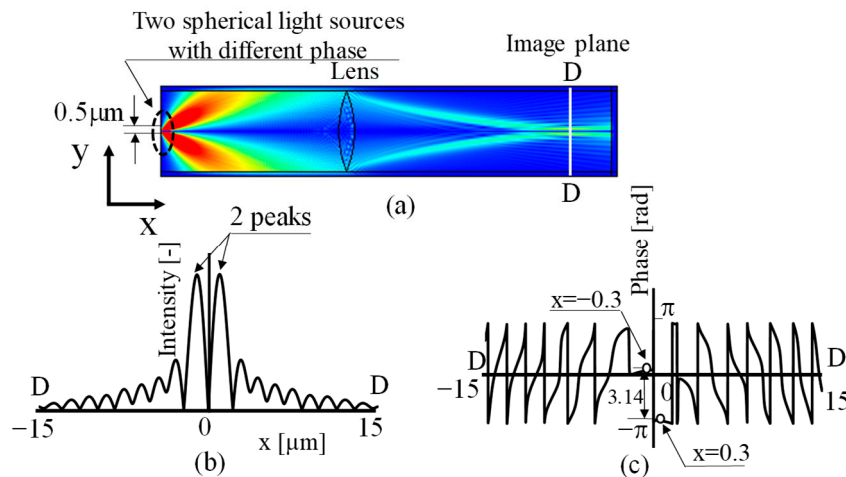 Two spherical light sources
with different phase
Image plane
Lens
D
0.5μm
y
x
D
(a)
2 peaks
Intensity [-]
D
D
−15
0
15
x [μm]
(b)
Phase [rad]
x=−0.3
π
D
D
−15
3.14
0
15
−π
x=0.3
(c)